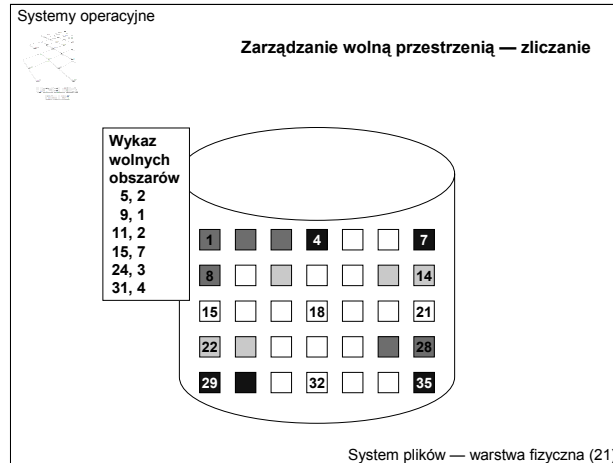 Systemy operacyjne
Zarządzanie wolną przestrzenią — zliczanie
Wykaz
wolnych
obszarów
5, 2
9, 1
11, 2
15, 7
24, 3
31, 4
1 4 7
8 14
15 18 21
22 28
29 32 35
System plików — warstwa fizyczna (21)